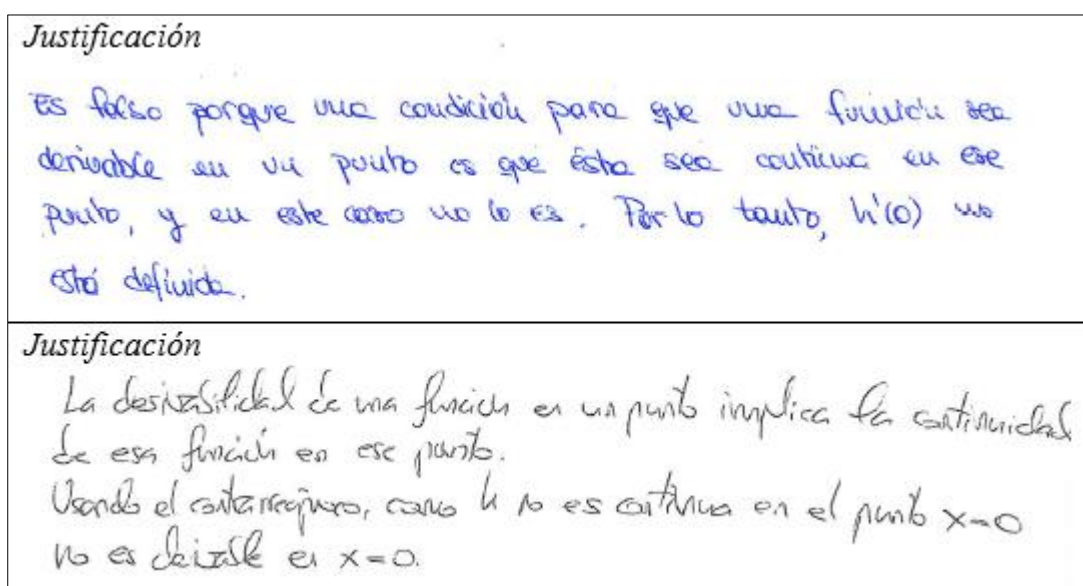 Justificación
Es falso porque una condición para que una función sea
derivable en un punto es que ésta sea continua en ese
punto, y en este caso no lo es. Por lo tanto, h'(0) no
está definida.
Justificación
La derivabilidad de una función en un punto implica la continuidad
de esa función en ese punto.
Usando el contrarrecíproco, como h no es continua en el punto x=0
no es derivable en x=0.